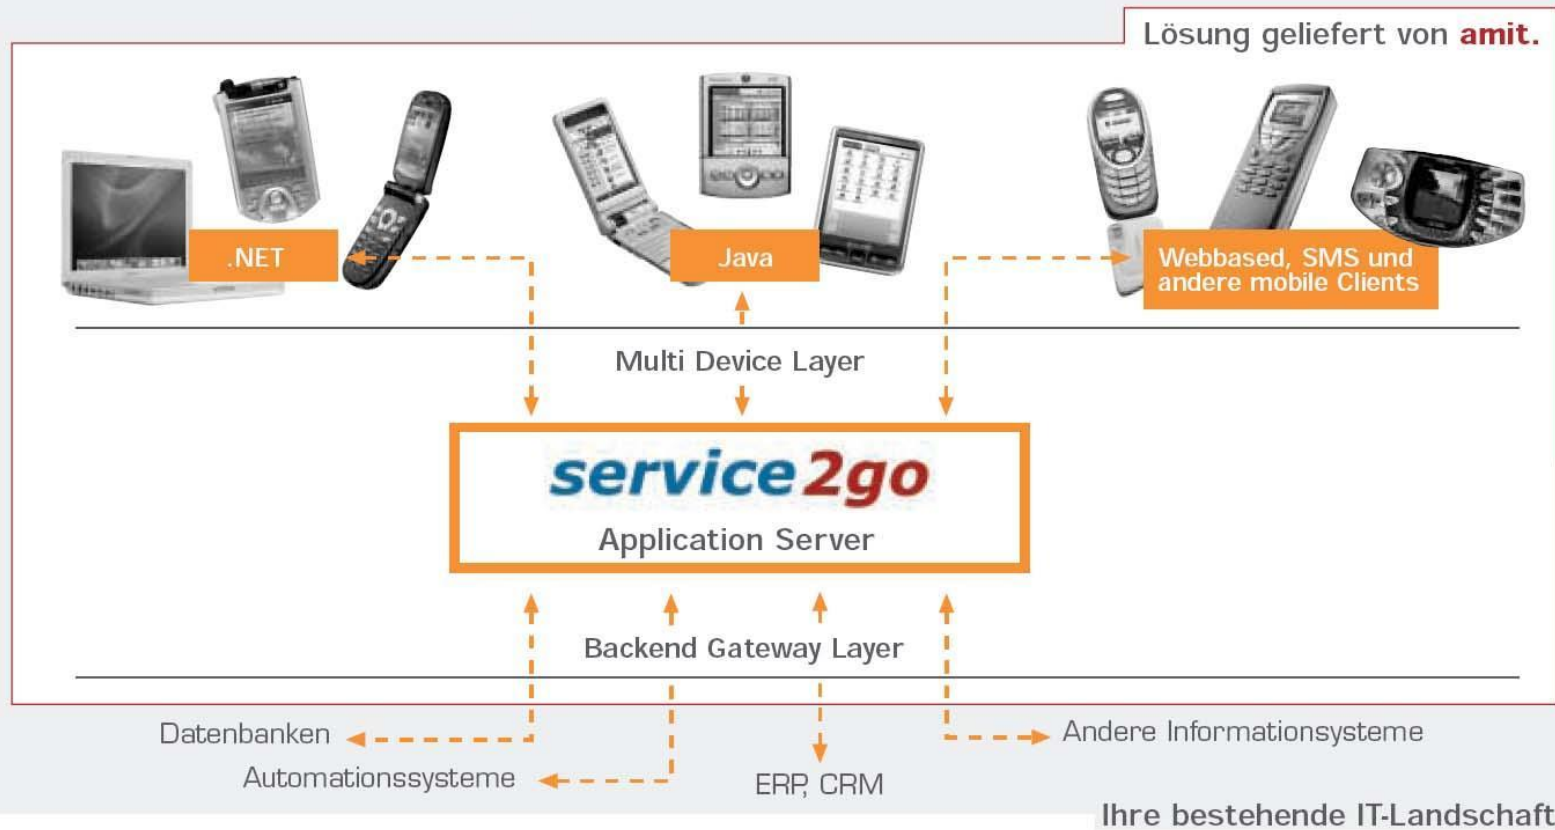 Lösung geliefert von amit.
.NET
Java
Webbased, SMS und
andere mobile Clients
Multi Device Layer
service2go
Application Server
Backend Gateway Layer
Datenbanken
Andere Informationsysteme
Automationssysteme
ERP, CRM
Ihre bestehende IT-Landschaft